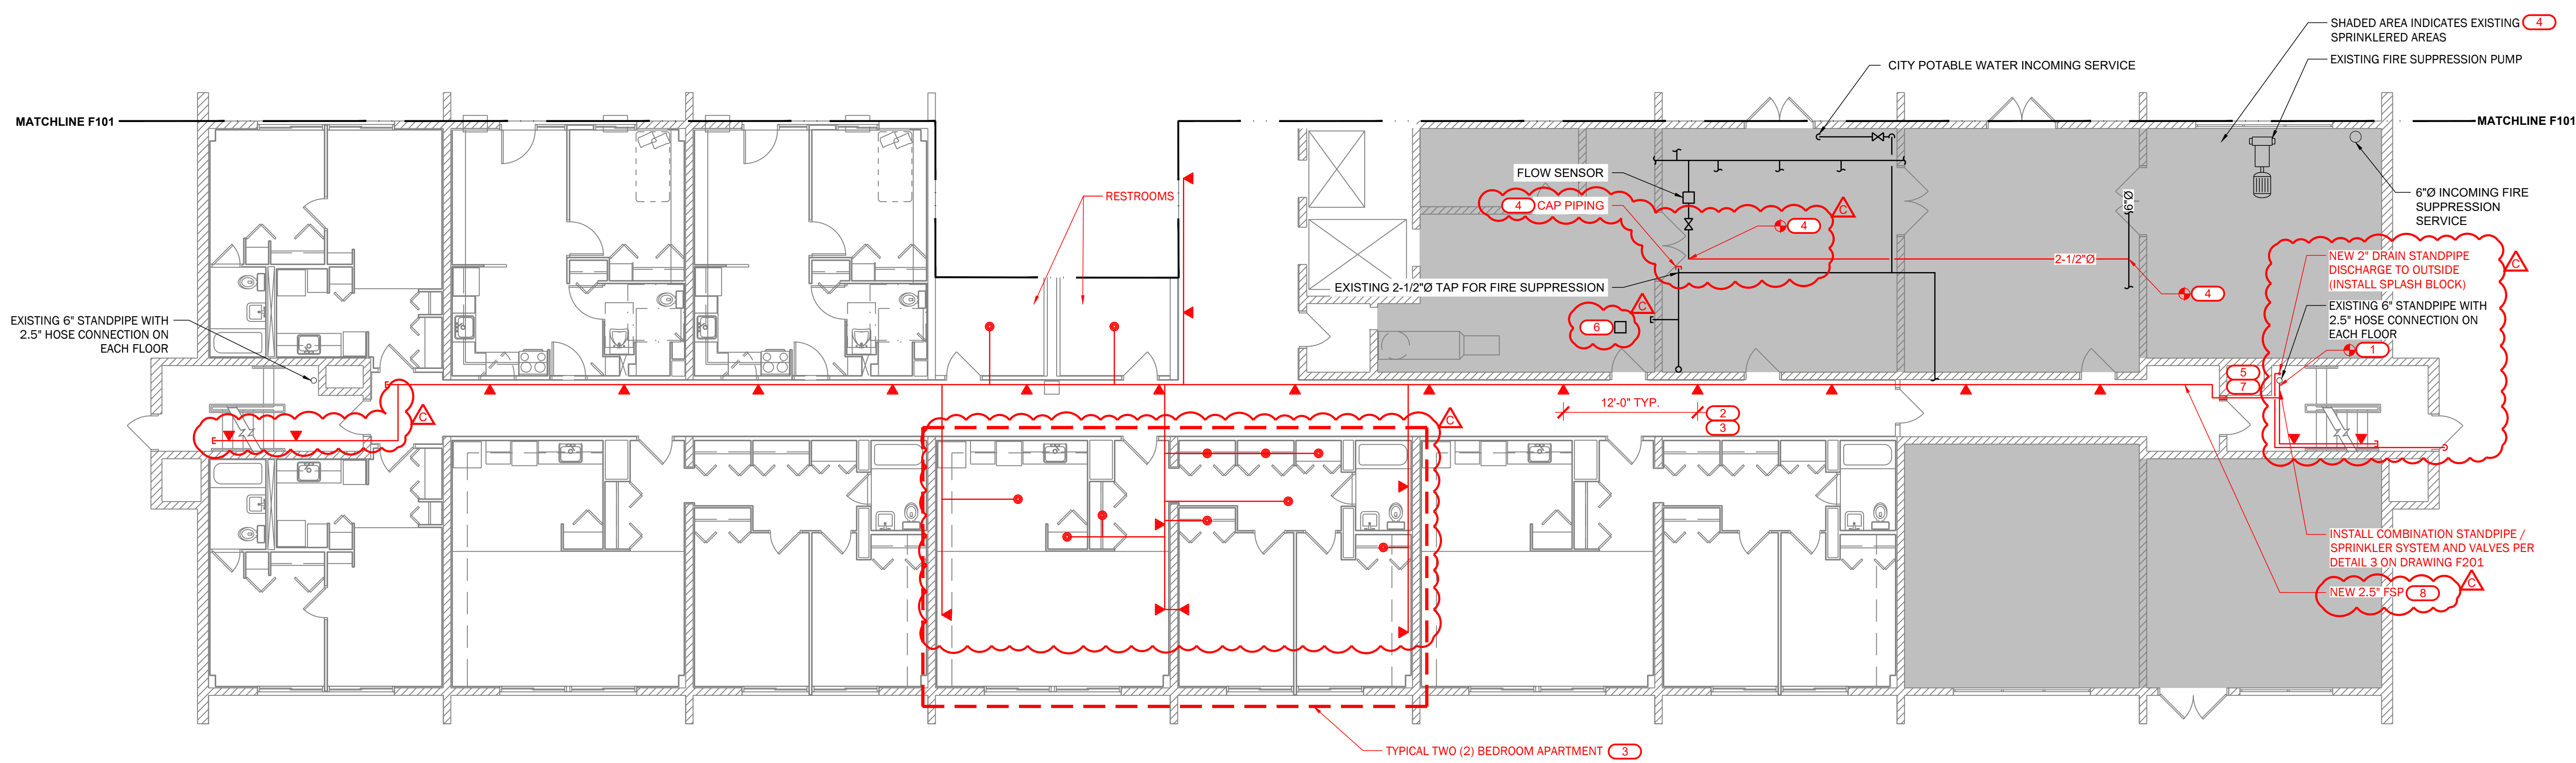 SHADED AREA INDICATES EXISTING 4
SPRINKLERED AREAS
EXISTING FIRE SUPPRESSION PUMP
CITY POTABLE WATER INCOMING SERVICE
MATCHLINE F101
MATCHLINE F101
FLOW SENSOR
RESTROOMS
6"Ø
6"Ø INCOMING FIRE
SUPPRESSION
SERVICE
4 CAP PIPING
C
4
2-1/2"Ø
NEW 2" DRAIN STANDPIPE
DISCHARGE TO OUTSIDE
(INSTALL SPLASH BLOCK)
C
EXISTING 2-1/2"Ø TAP FOR FIRE SUPPRESSION
4
C
EXISTING 6" STANDPIPE WITH
2.5" HOSE CONNECTION ON
EACH FLOOR
6
EXISTING 6" STANDPIPE WITH
2.5" HOSE CONNECTION ON
EACH FLOOR
1
5
7
C
12'-0" TYP.
2
3
C
INSTALL COMBINATION STANDPIPE /
SPRINKLER SYSTEM AND VALVES PER
DETAIL 3 ON DRAWING F201
C
NEW 2.5" FSP 8
TYPICAL TWO (2) BEDROOM APARTMENT 3